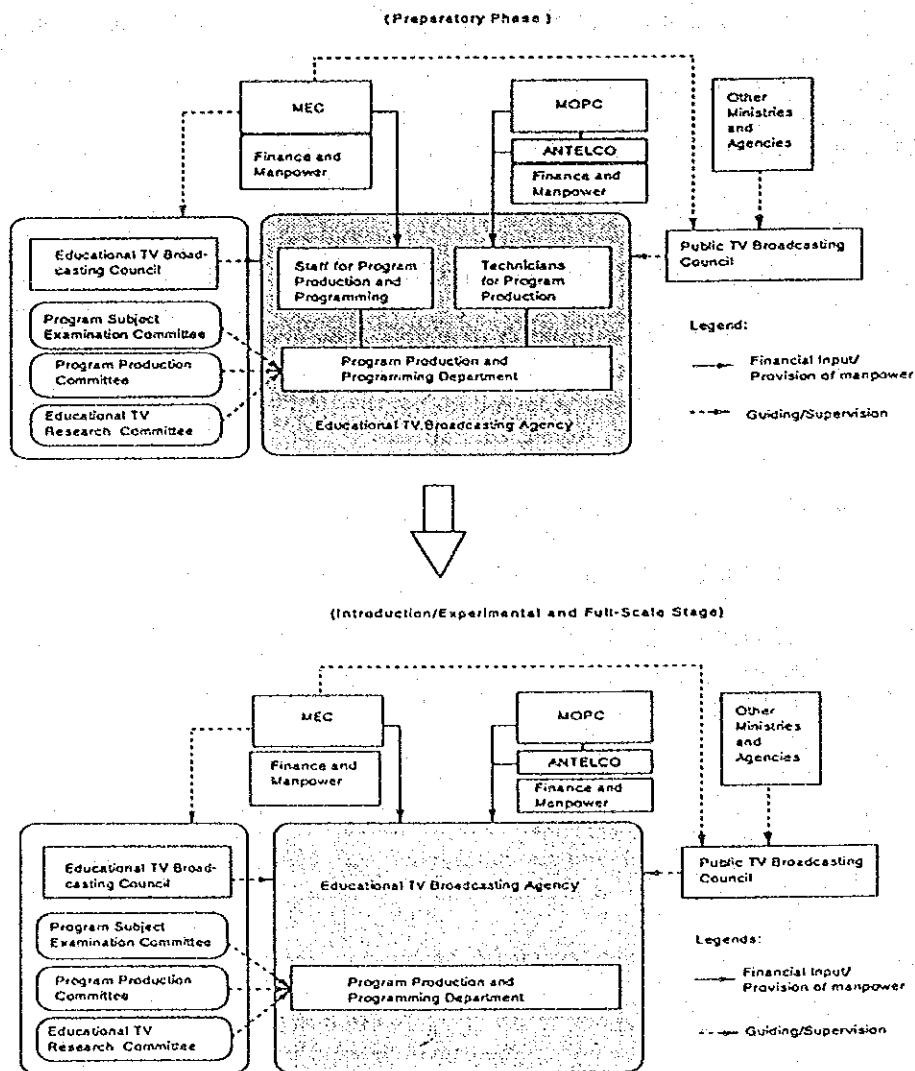 (Preparatory Phase)
MEC
Finance and
Manpower
MOPC
ANTELCO
Finance and
Manpower
Other
Ministries
and
Agencies
Educational TV Broad-
casting Council
Program Subject
Examination Committee
Program Production
Committee
Educational TV
Research Committee
Staff for Program
Production and
Programming
Technicians
for Program
Production
Program Production and
Programming Department
Educational TV Broadcasting Agency
Public TV Broadcasting
Council
Legend:
Financial Input/
Provision of manpower
Guiding/Supervision
(Introduction/Experimental and Full-Scale Stage)
MEC
Finance and
Manpower
MOPC
ANTELCO
Finance and
Manpower
Other
Ministries
and
Agencies
Educational TV Broad-
casting Council
Program Subject
Examination Committee
Program Production
Committee
Educational TV
Research Committee
Educational TV Broadcasting Agency
Program Production and
Programming Department
Public TV Broadcasting
Council
Legends:
Financial Input/
Provision of manpower
Guiding/Supervision